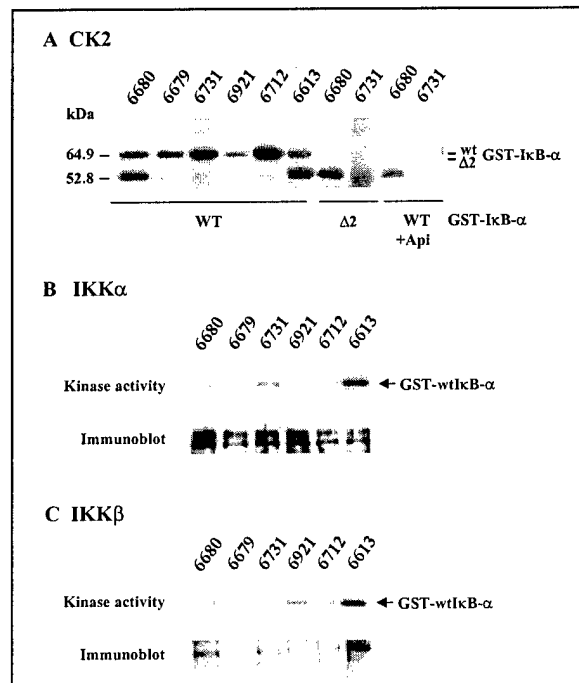 A CK2
6680 6679 6731 6921 6712 6613 6680 6731 6680 6731
kDa
64.9 –
wt
Δ2 GST-IκB-α
52.8 –
WT Δ2 WT +Api GST-IκB-α
B IKKα
6680 6679 6731 6921 6712 6613
Kinase activity GST-wtIκB-α
Immunoblot
C IKKβ
6680 6679 6731 6921 6712 6613
Kinase activity GST-wtIκB-α
Immunoblot